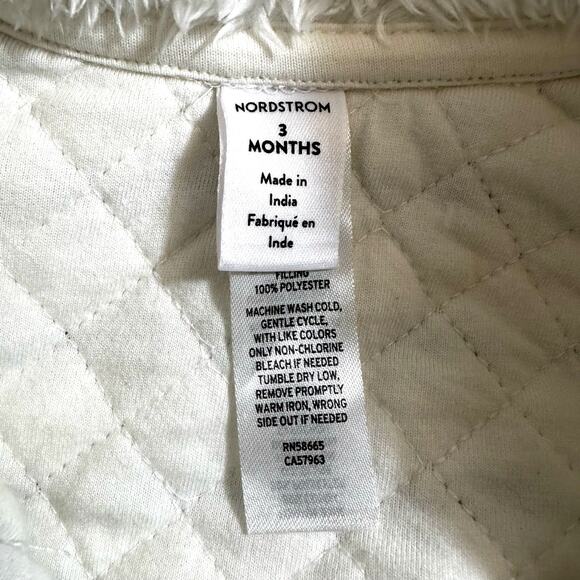 NORDSTROM
3
MONTHS
Made in
India
Fabriqué en
Inde
FILLING
100% POLYESTER
MACHINE WASH COLD,
GENTLE CYCLE,
WITH LIKE COLORS
ONLY NON-CHLORINE
BLEACH IF NEEDED
TUMBLE DRY LOW,
REMOVE PROMPTLY
WARM IRON, WRONG
SIDE OUT IF NEEDED
RN58665
CA57963